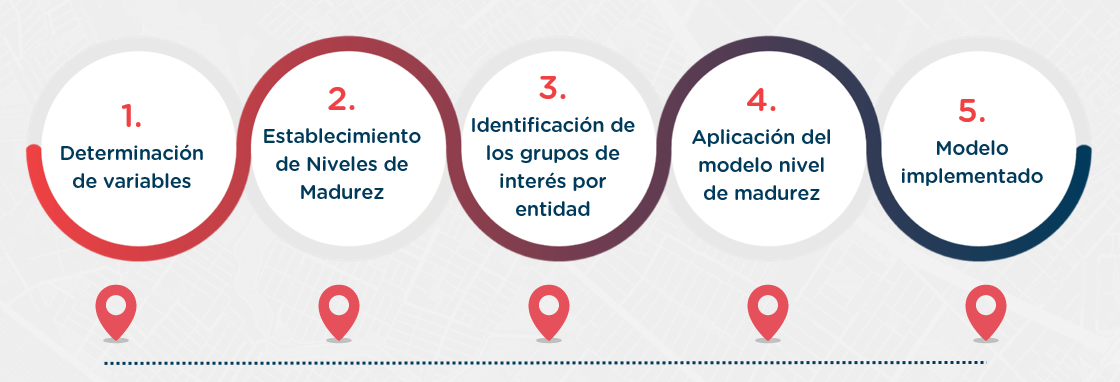 1.
Determinación
de variables
2.
Establecimiento
de Niveles de
Madurez
3.
Identificación de
los grupos de
interés por
entidad
4.
Aplicación del
modelo nivel
de madurez
5.
Modelo
implementado